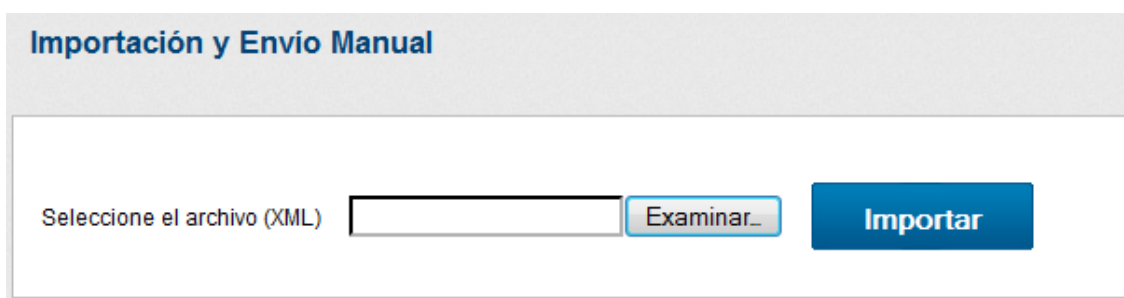 Importación y Envío Manual
Seleccione el archivo (XML) Examinar... Importar